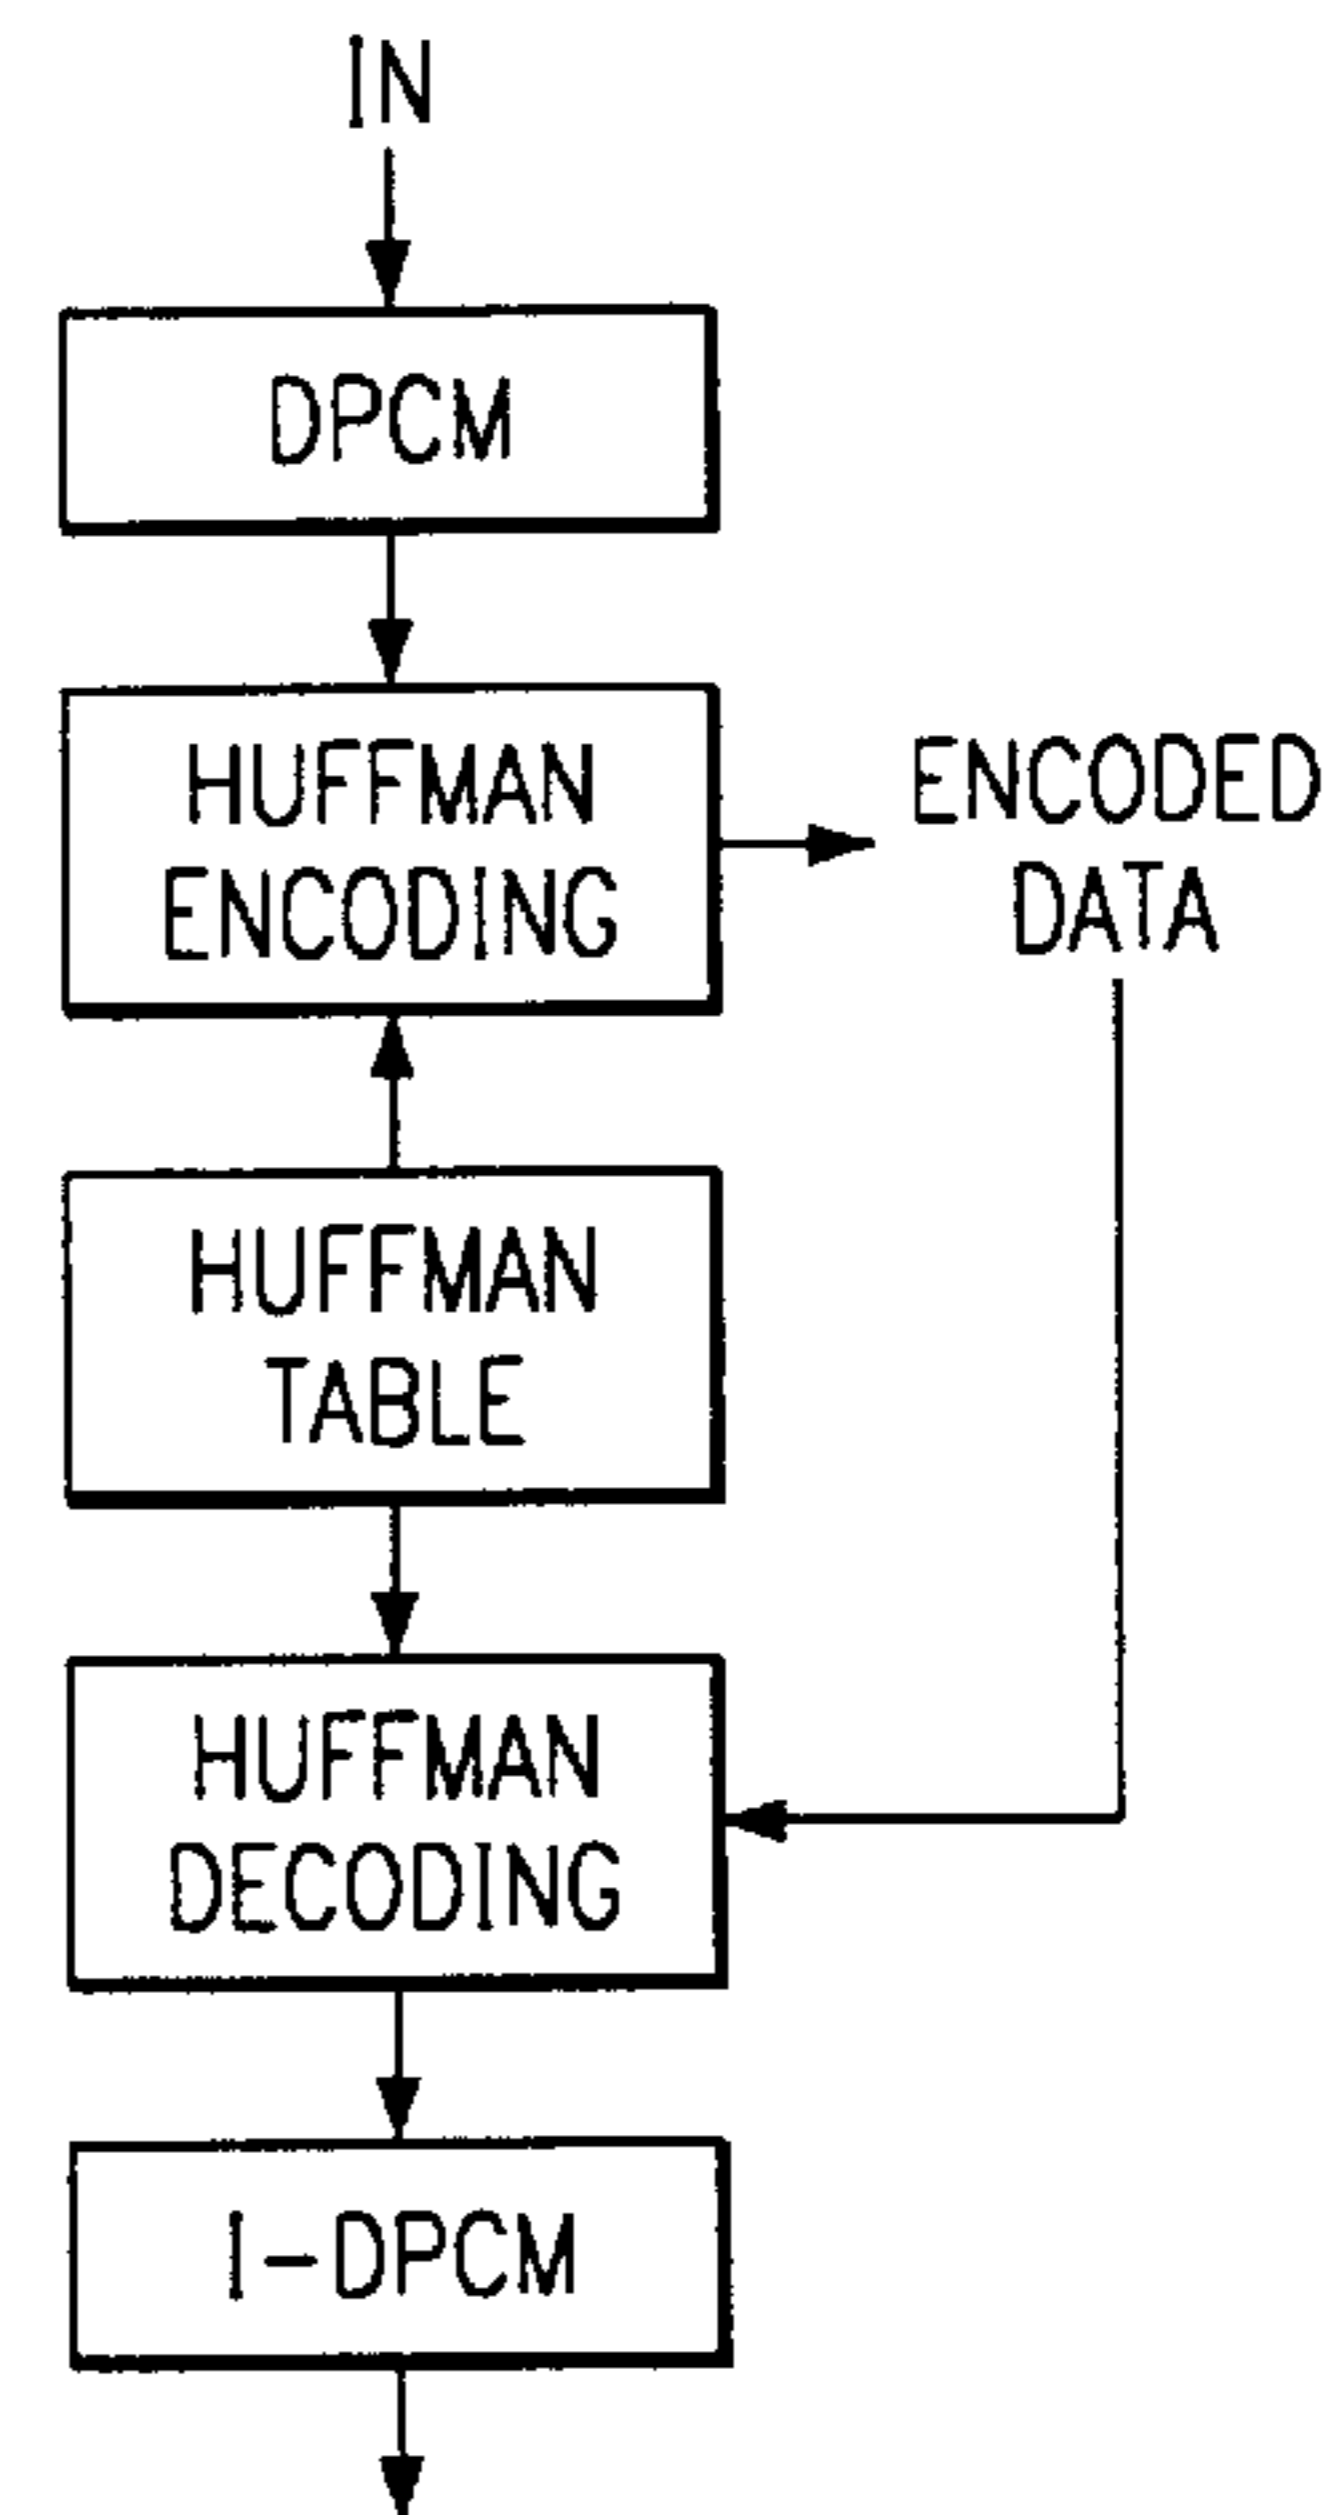 IN
DPCM
HUFFMAN
ENCODING
ENCODED
DATA
HUFFMAN
TABLE
HUFFMAN
DECODING
I-DPCM